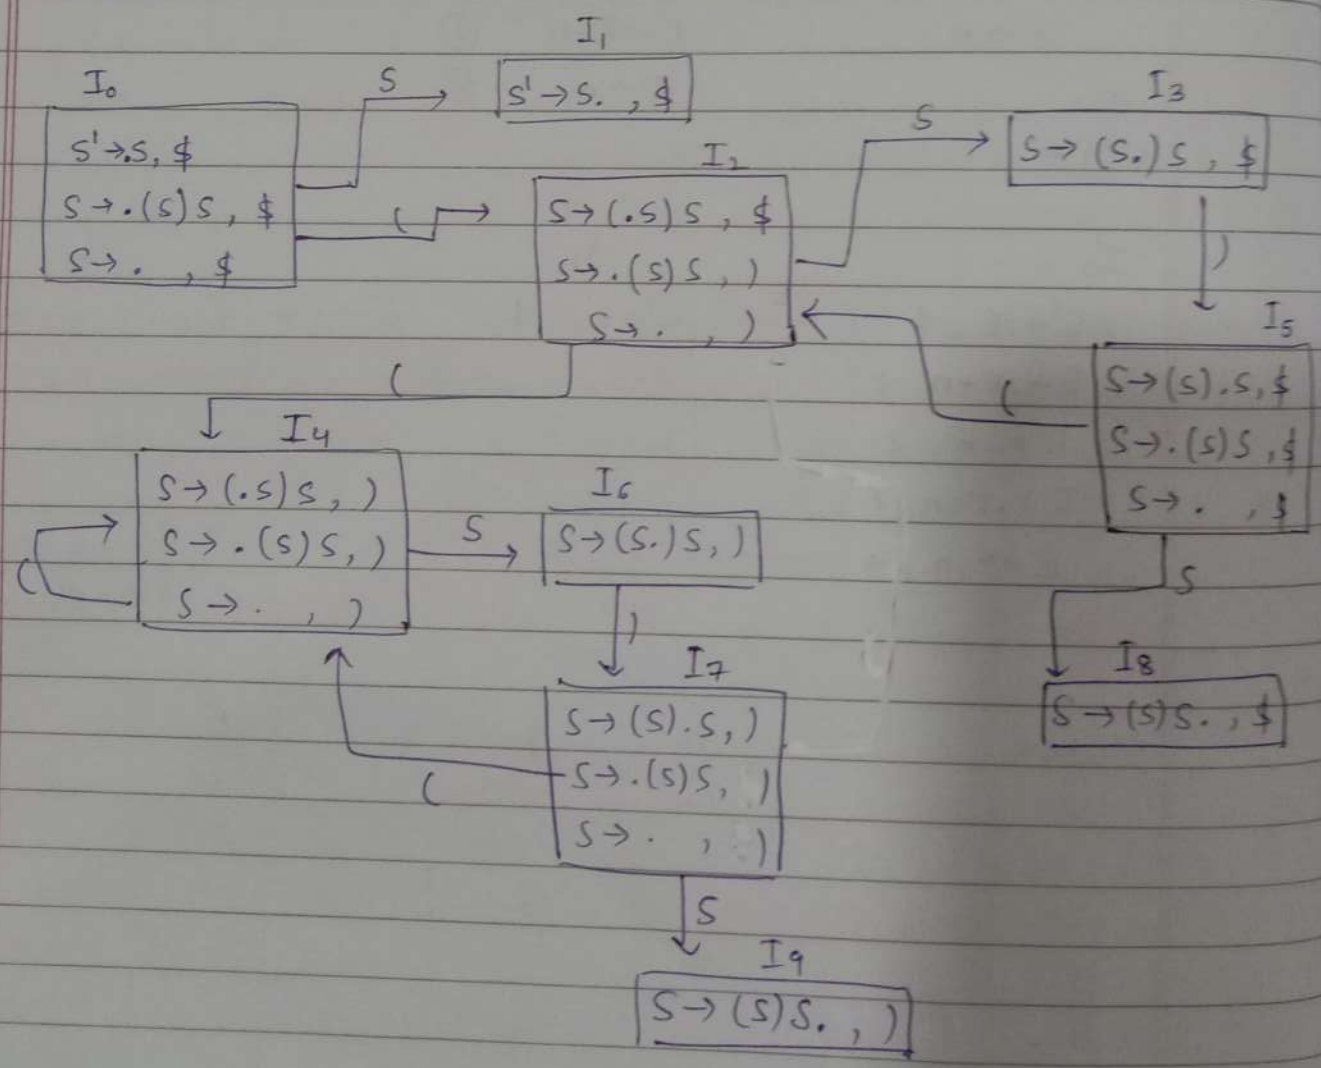 I₀
S' → .S, $
S → .(S)S, $
S → . , $
S
(
I₁
S' → S. , $
I₂
S → (.S)S, $
S → .(S)S, )
S → . , )
S
I₃
S → (S.)S, $
)
I₅
S → (S).S, $
S → .(S)S, $
S → . , $
(
S
I₈
S → (S)S. , $
(
I₄
S → (.S)S, )
S → .(S)S, )
S → . , )
(
S
I₆
S → (S.)S, )
)
I₇
S → (S).S, )
S → .(S)S, )
S → . , )
(
S
I₉
S → (S)S. , )